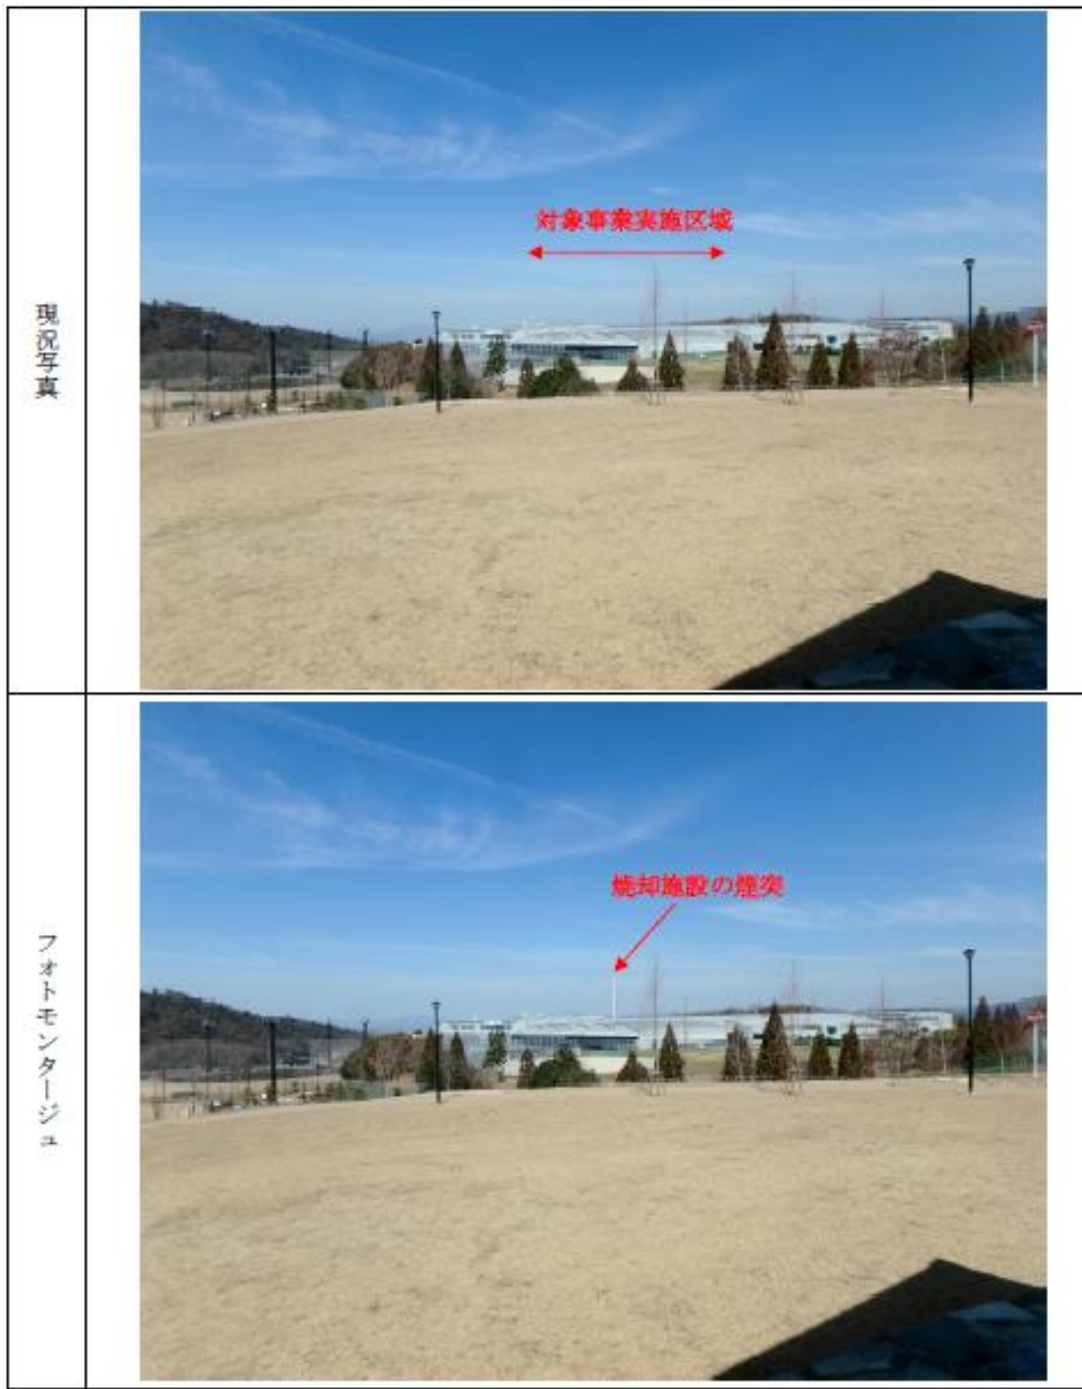 現況写真
対象事業実施区域
フォトモンタージュ
焼却施設の煙突